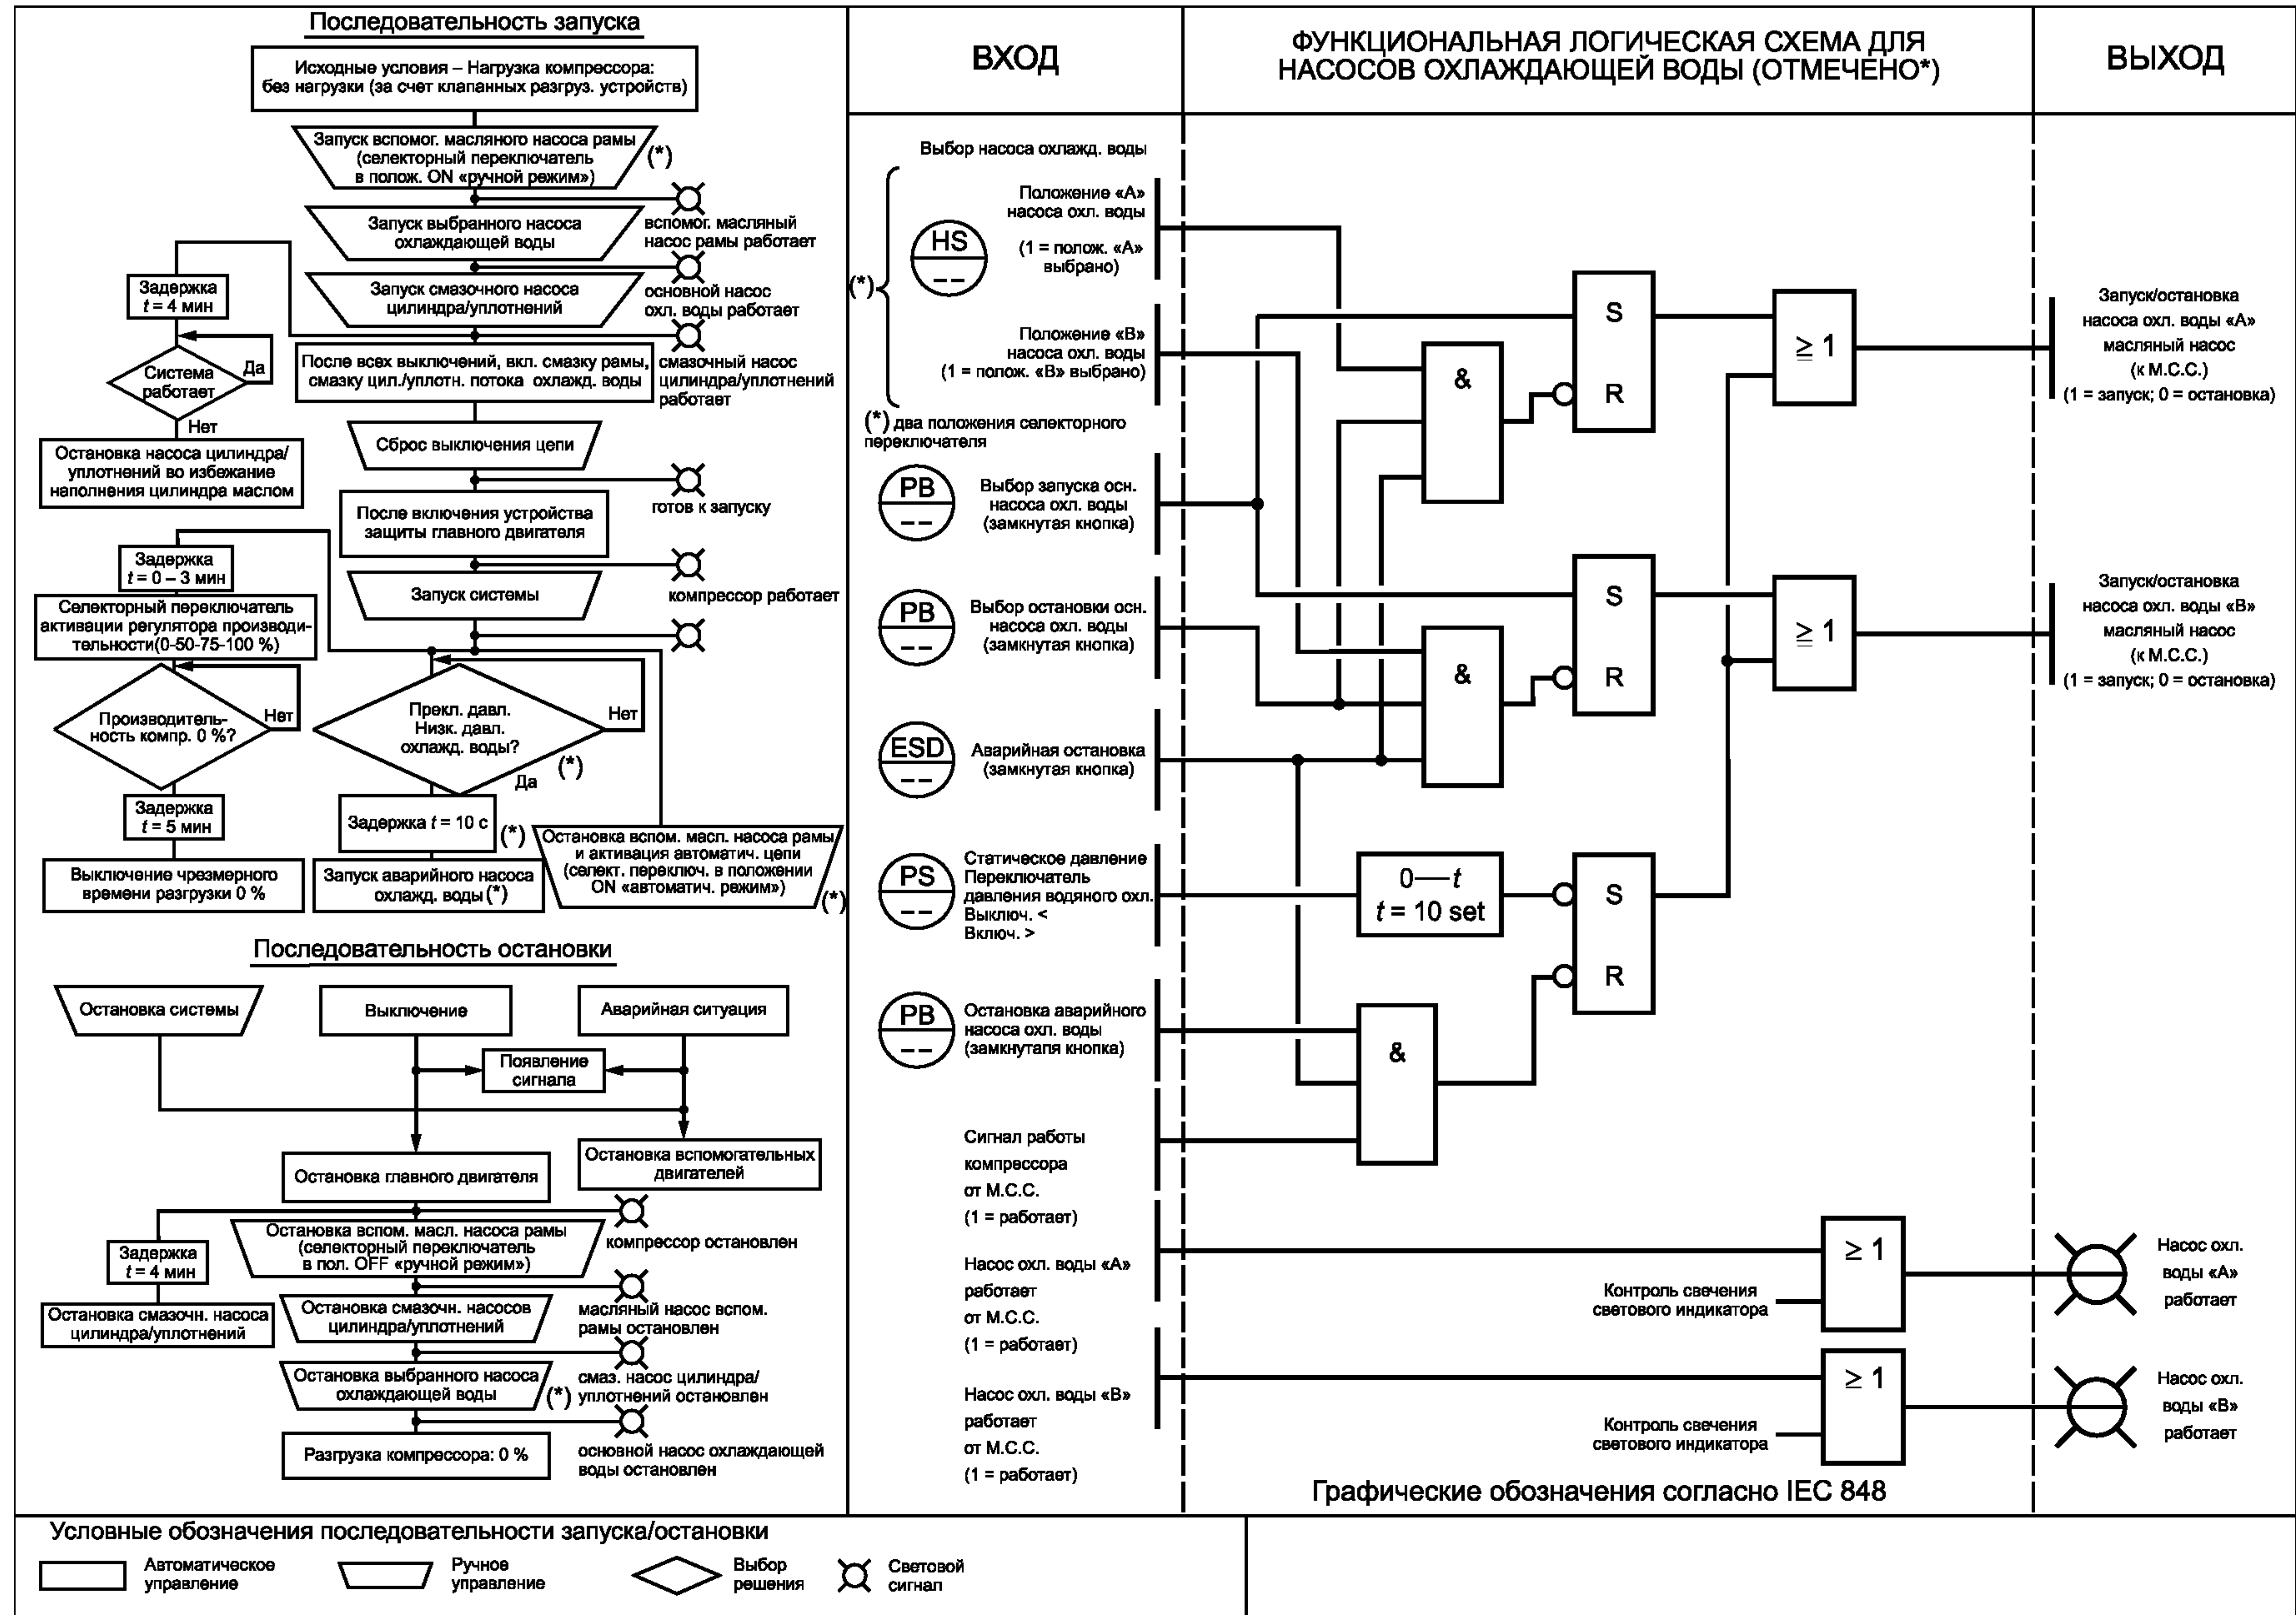 Последовательность запуска
Исходные условия – Нагрузка компрессора:
без нагрузки (за счет клапанных разгруз. устройств)
Запуск вспомог. масляного насоса рамы
(селекторный переключатель
в полож. ON «ручной режим»)
(*)
вспомог. масляный
насос рамы работает
Запуск выбранного насоса
охлаждающей воды
основной насос
охл. воды работает
Запуск смазочного насоса
цилиндра/уплотнений
смазочный насос
цилиндра/уплотнений
работает
Задержка
t = 4 мин
Система
работает
Да
Нет
Остановка насоса цилиндра/
уплотнений во избежание
наполнения цилиндра маслом
После всех выключений, вкл. смазку рамы,
смазку цил./уплотн. потока охлажд. воды
Сброс выключения цепи
готов к запуску
После включения устройства
защиты главного двигателя
компрессор работает
Запуск системы
Задержка
t = 0 – 3 мин
Селекторный переключатель
активации регулятора производи-
тельности(0-50-75-100 %)
Производитель-
ность компр. 0 %?
Нет
Задержка
t = 5 мин
Выключение чрезмерного
времени разгрузки 0 %
Прекл. давл.
Низк. давл.
охлажд. воды?
Нет
(*)
Да
Задержка t = 10 с
(*)
Запуск аварийного насоса
охлажд. воды (*)
Остановка вспом. масл. насоса рамы
и активация автоматич. цепи
(селект. переключ. в положении
ON «автоматич. режим»)
(*)
Последовательность остановки
Остановка системы
Выключение
Аварийная ситуация
Появление
сигнала
Остановка главного двигателя
Остановка вспомогательных
двигателей
компрессор остановлен
Задержка
t = 4 мин
Остановка смазочн. насоса
цилиндра/уплотнений
Остановка вспом. масл. насоса рамы
(селекторный переключатель
в пол. OFF «ручной режим»)
масляный насос вспом.
рамы остановлен
Остановка смазочн. насосов
цилиндра/уплотнений
смаз. насос цилиндра/
уплотнений остановлен
Остановка выбранного насоса
охлаждающей воды
(*)
основной насос охлаждающей
воды остановлен
Разгрузка компрессора: 0 %
ВХОД
Выбор насоса охлажд. воды
(*)
HS
– –
Положение «А»
насоса охл. воды
(1 = полож. «А»
выбрано)
Положение «В»
насоса охл. воды
(1 = полож. «В» выбрано)
(*) два положения селекторного
переключателя
PB
– –
Выбор запуска осн.
насоса охл. воды
(замкнутая кнопка)
PB
– –
Выбор остановки осн.
насоса охл. воды
(замкнутая кнопка)
ESD
– –
Аварийная остановка
(замкнутая кнопка)
PS
– –
Статическое давление
Переключатель
давления водяного охл.
Выключ. <
Включ. >
PB
– –
Остановка аварийного
насоса охл. воды
(замкнутапя кнопка)
Сигнал работы
компрессора
от М.С.С.
(1 = работает)
Насос охл. воды «А»
работает
от М.С.С.
(1 = работает)
Насос охл. воды «В»
работает
от М.С.С.
(1 = работает)
ФУНКЦИОНАЛЬНАЯ ЛОГИЧЕСКАЯ СХЕМА ДЛЯ
НАСОСОВ ОХЛАЖДАЮЩЕЙ ВОДЫ (ОТМЕЧЕНО*)
&
S
R
≥ 1
&
S
R
≥ 1
0—t
t = 10 set
S
R
&
≥ 1
Контроль свечения
светового индикатора
≥ 1
Контроль свечения
светового индикатора
Графические обозначения согласно IEC 848
ВЫХОД
Запуск/остановка
насоса охл. воды «А»
масляный насос
(к М.С.С.)
(1 = запуск; 0 = остановка)
Запуск/остановка
насоса охл. воды «В»
масляный насос
(к М.С.С.)
(1 = запуск; 0 = остановка)
Насос охл.
воды «А»
работает
Насос охл.
воды «В»
работает
Условные обозначения последовательности запуска/остановки
Автоматическое
управление
Ручное
управление
Выбор
решения
Световой
сигнал